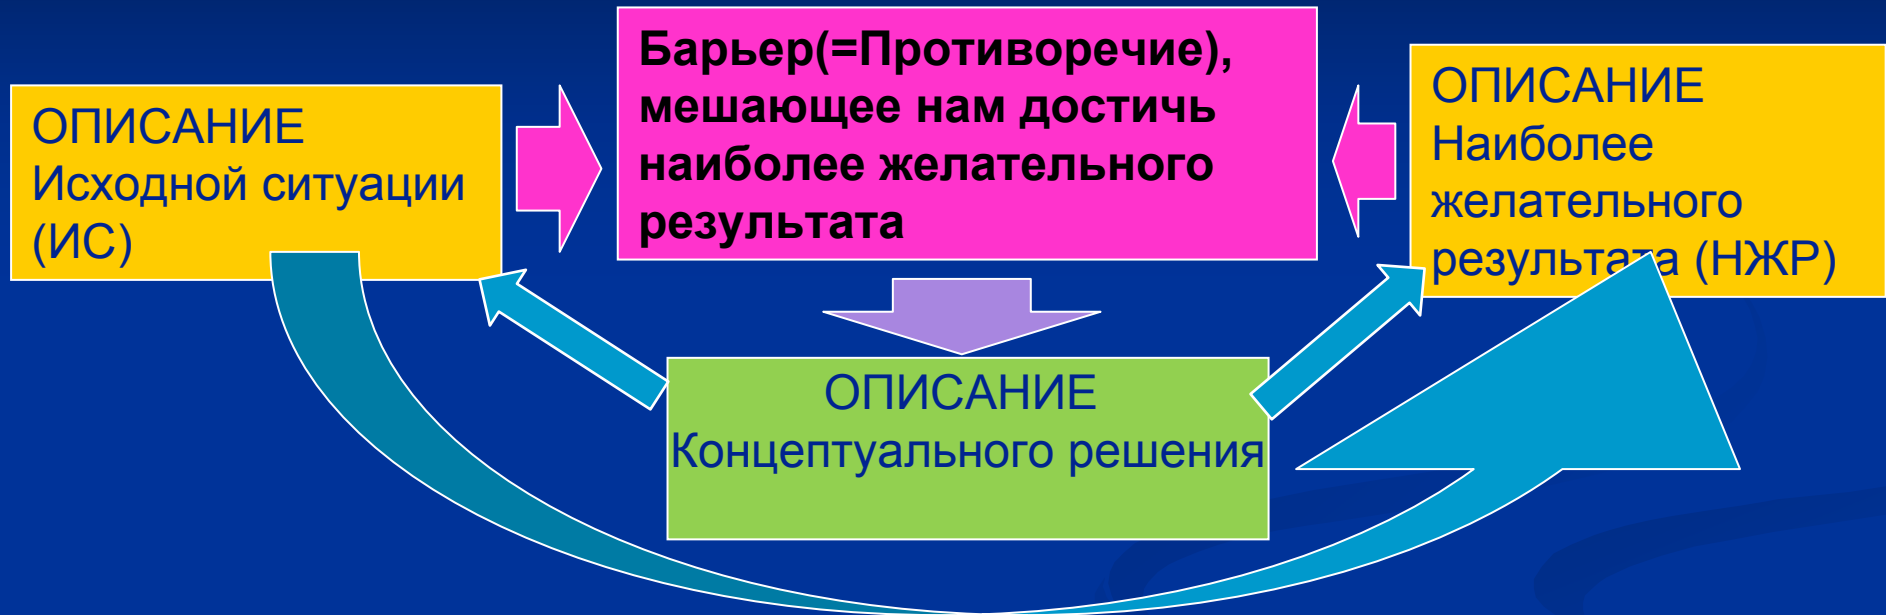 ОПИСАНИЕ
Исходной ситуации
(ИС)
Барьер(=Противоречие),
мешающее нам достичь
наиболее желательного
результата
ОПИСАНИЕ
Наиболее
желательного
результата (НЖР)
ОПИСАНИЕ
Концептуального решения